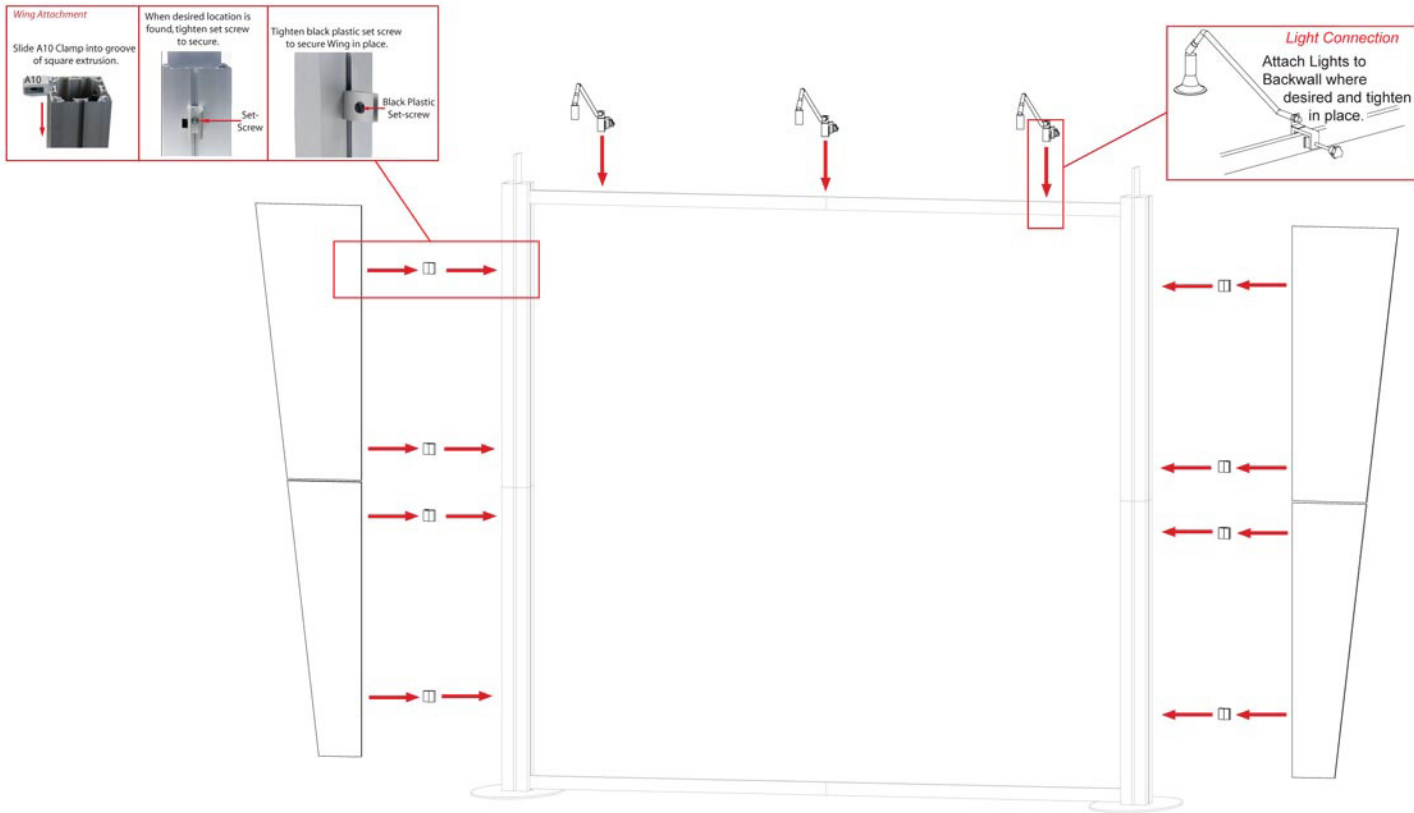 Wing Attachment
Slide A10 Clamp into groove
of square extrusion.
A10
When desired location is
found, tighten set screw
to secure.
Set-
Screw
Tighten black plastic set screw
to secure Wing in place.
Black Plastic
Set-screw
Light Connection
Attach Lights to
Backwall where
desired and tighten
in place.